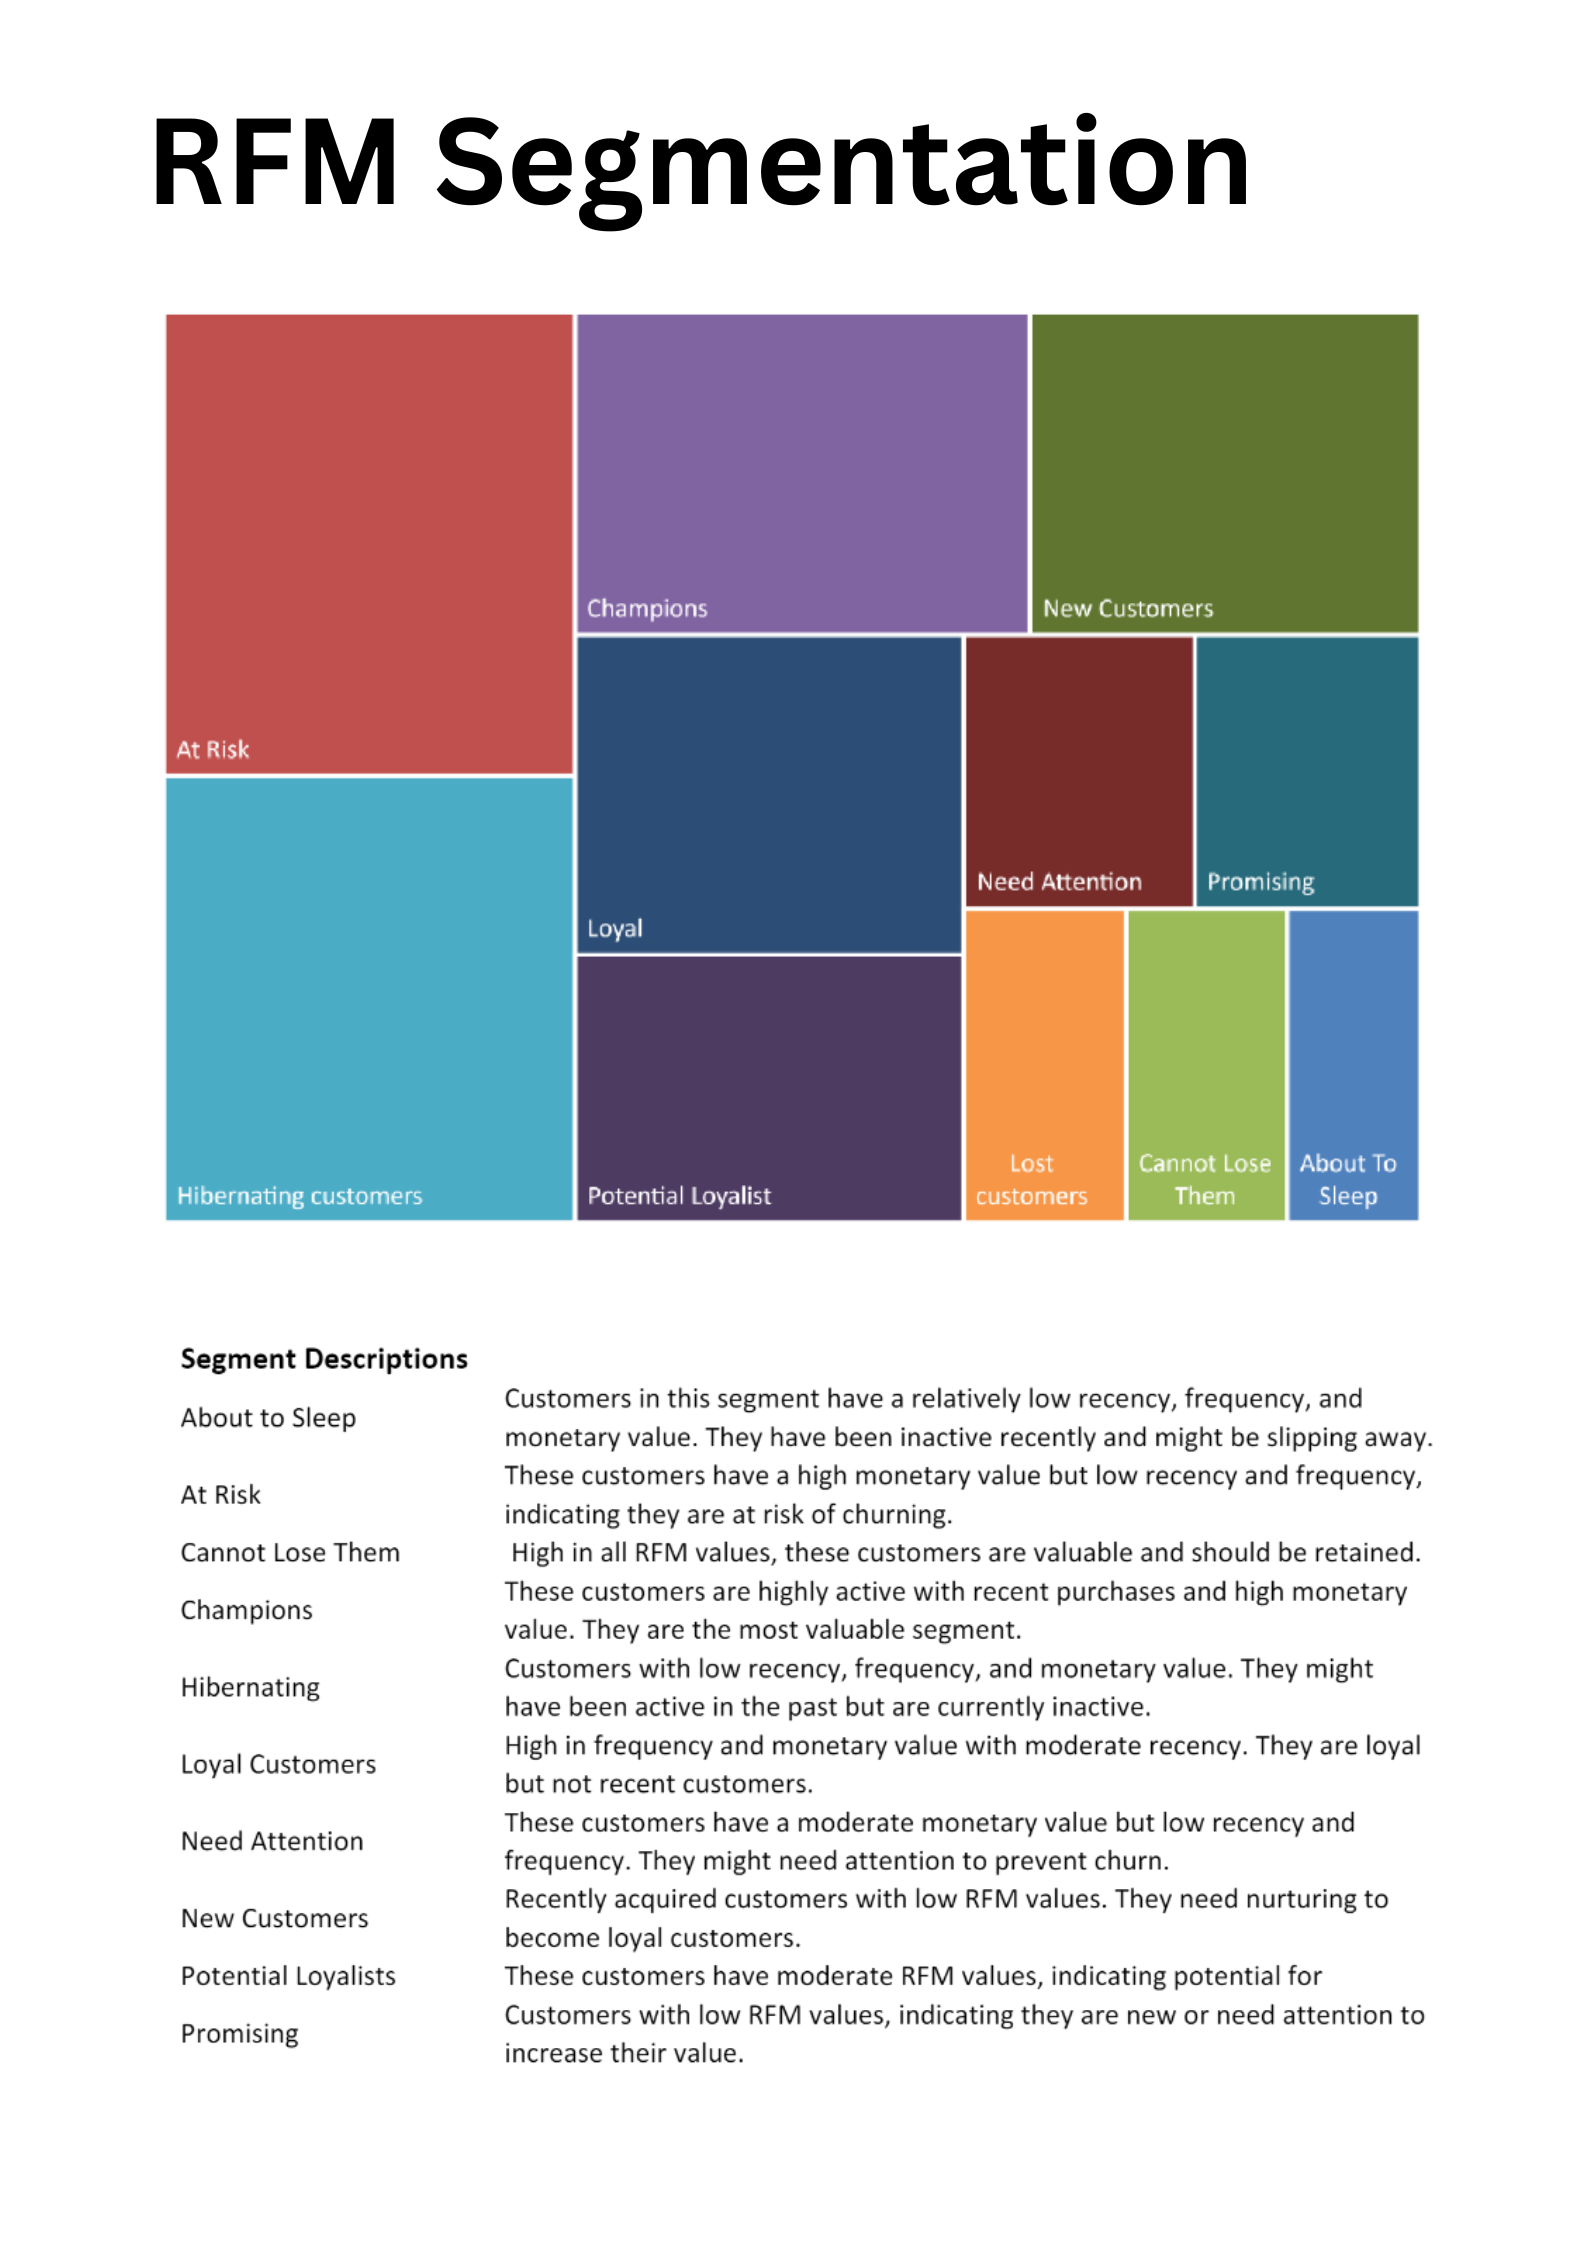 RFM Segmentation
At Risk
Champions
New Customers
Hibernating customers
Loyal
Need Attention
Promising
Potential Loyalist
Lost
customers
Cannot Lose
Them
About To
Sleep
Segment Descriptions
About to Sleep
Customers in this segment have a relatively low recency, frequency, and
monetary value. They have been inactive recently and might be slipping away.
At Risk
These customers have a high monetary value but low recency and frequency,
indicating they are at risk of churning.
Cannot Lose Them
High in all RFM values, these customers are valuable and should be retained.
Champions
These customers are highly active with recent purchases and high monetary
value. They are the most valuable segment.
Hibernating
Customers with low recency, frequency, and monetary value. They might
have been active in the past but are currently inactive.
Loyal Customers
High in frequency and monetary value with moderate recency. They are loyal
but not recent customers.
Need Attention
These customers have a moderate monetary value but low recency and
frequency. They might need attention to prevent churn.
New Customers
Recently acquired customers with low RFM values. They need nurturing to
become loyal customers.
Potential Loyalists
These customers have moderate RFM values, indicating potential for
Promising
Customers with low RFM values, indicating they are new or need attention to
increase their value.